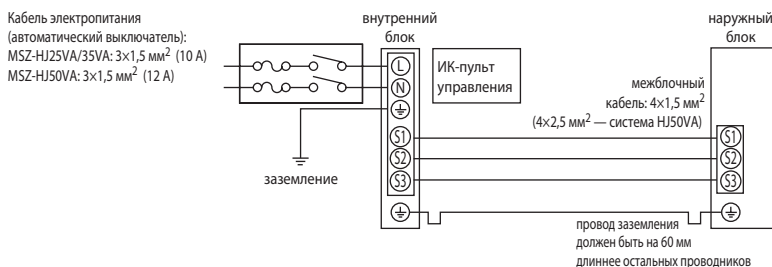 Кабель электропитания
(автоматический выключатель):
MSZ-HJ25VA/35VA: 3×1,5 мм² (10 А)
MSZ-HJ50VA: 3×1,5 мм² (12 А)
внутренний
блок
наружный
блок
L
N
S1
S2
S3
ИК-пульт
управления
межблочный
кабель: 4×1,5 мм²
(4×2,5 мм² — система HJ50VA)
S1
S2
S3
заземление
провод заземления
должен быть на 60 мм
длиннее остальных проводников